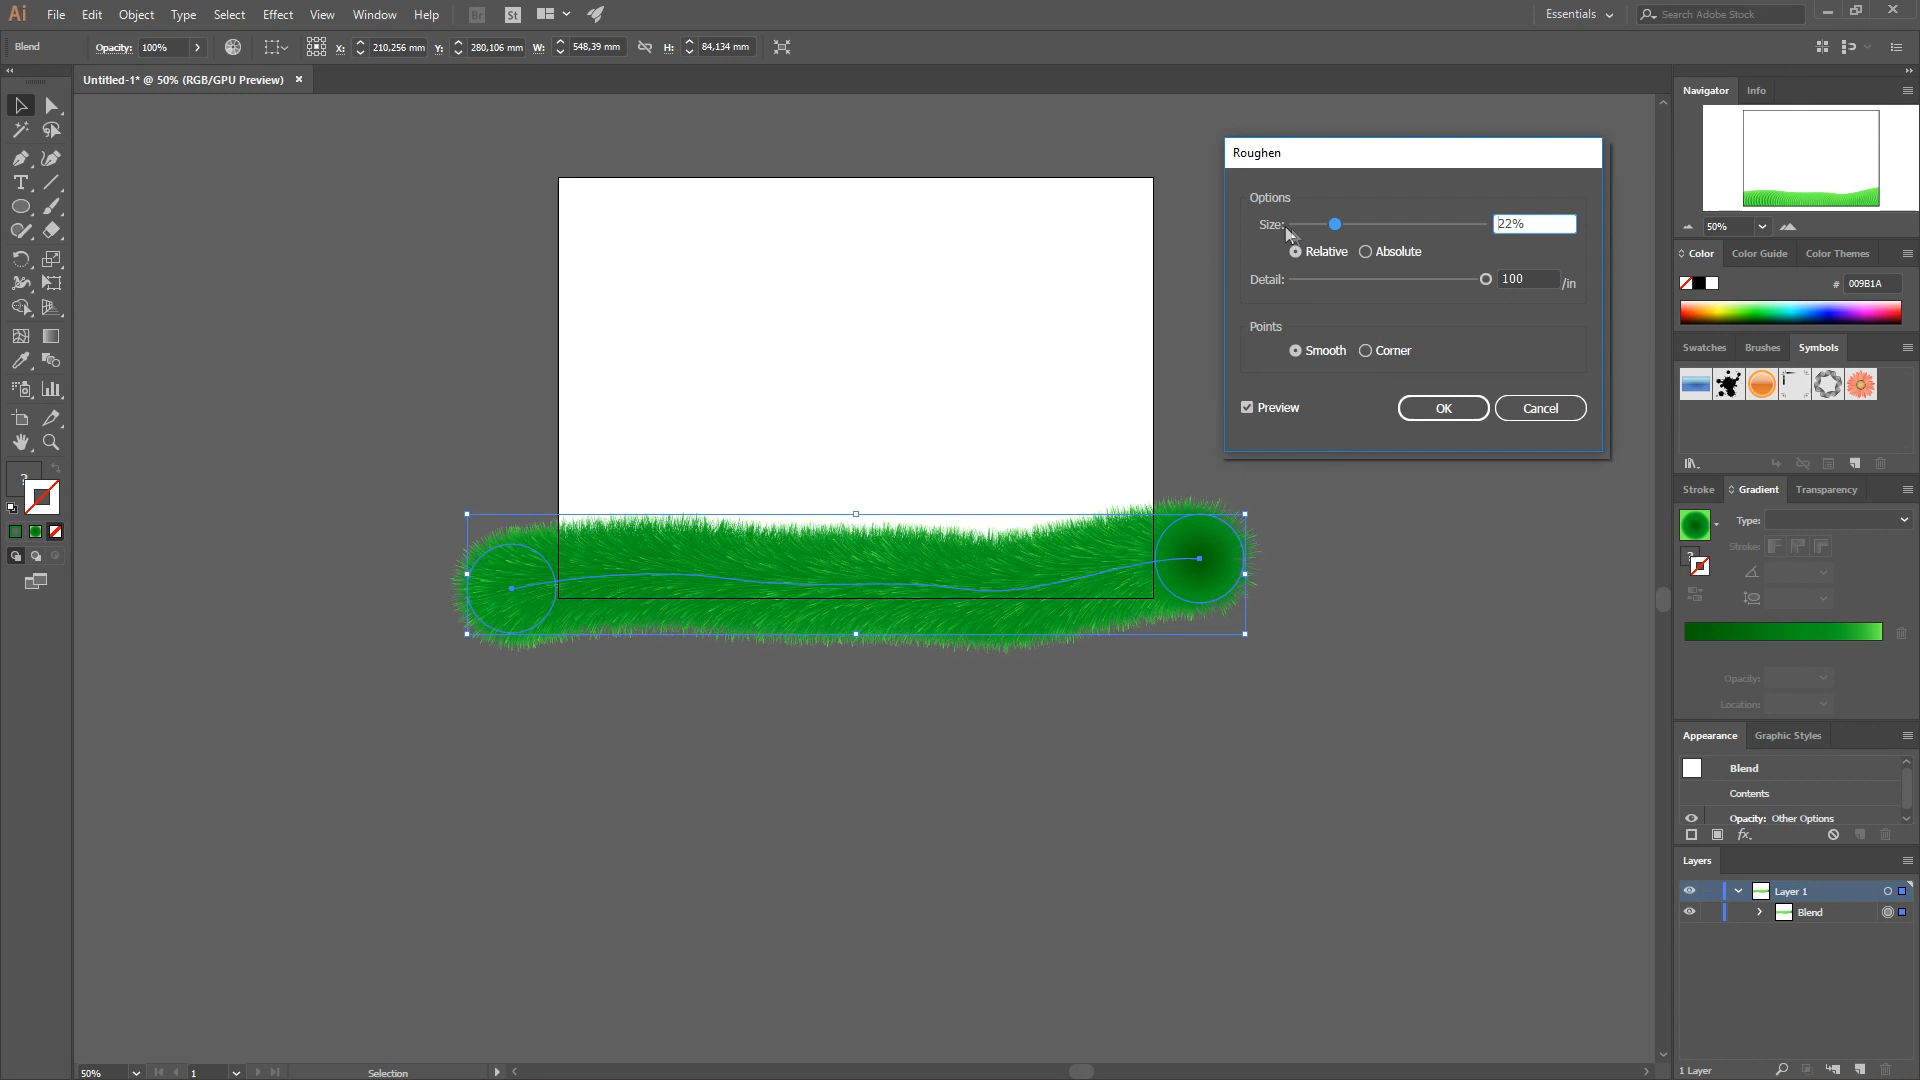 Ai File Edit Object Type Select Effect View Window Help Br St Essentials Search Adobe Stock
Blend Opacity: 100% X: 210,256 mm Y: 280,106 mm W: 548,39 mm H: 84,134 mm
Untitled-1* @ 50% (RGB/GPU Preview)
Navigator Info
50%
Color Color Guide Color Themes
# 009B1A
Swatches Brushes Symbols
Stroke Gradient Transparency
Type:
Stroke:
Opacity:
Location:
Appearance Graphic Styles
Blend
Contents
Opacity: Other Options
fx.
Layers
Layer 1
Blend
1 Layer
Roughen
Options
Size: 22%
Relative Absolute
Detail: 100 /in
Points
Smooth Corner
Preview OK Cancel
T
?
?
50% 1 Selection